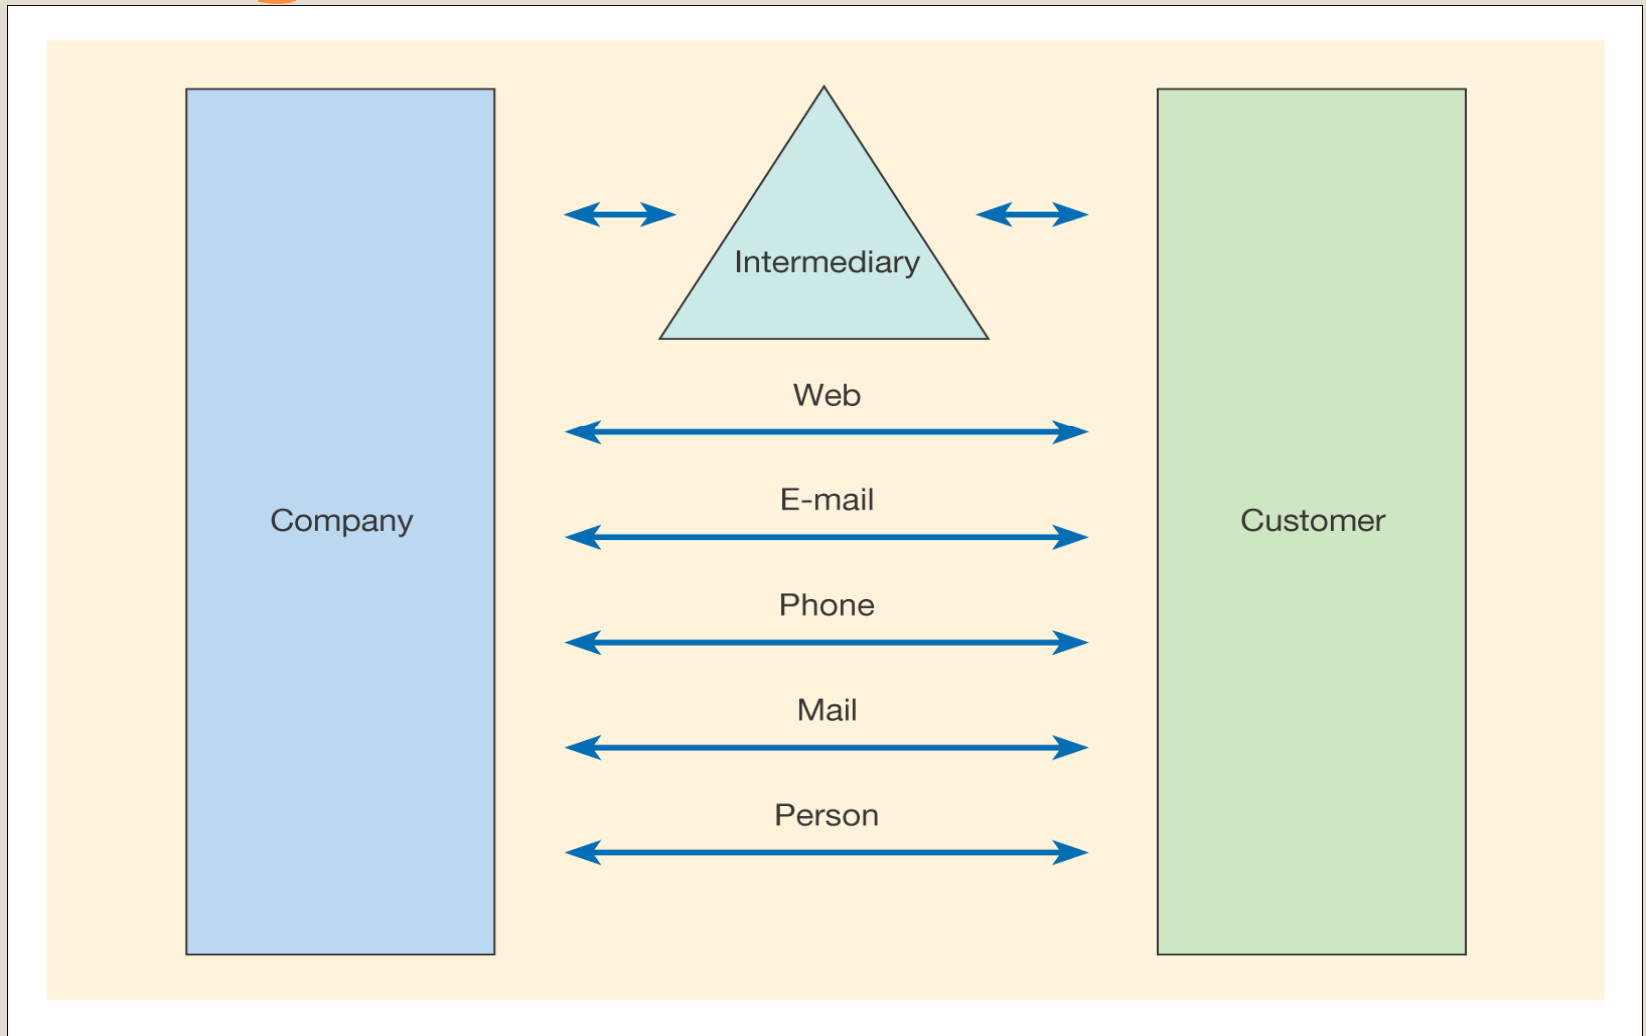 Intermediary
Web
E-mail
Company
Customer
Phone
Mail
Person